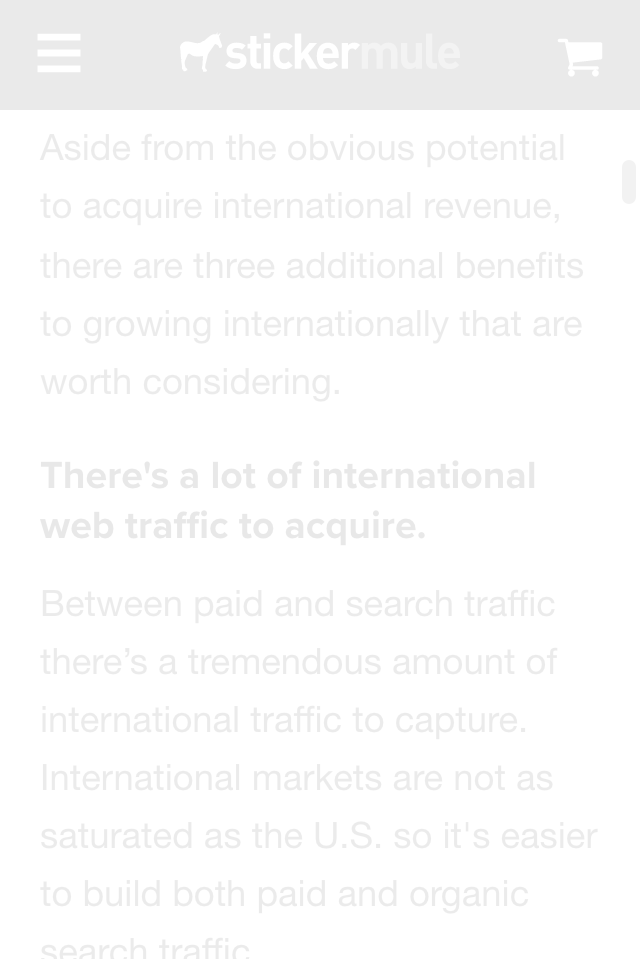 stickermule
Aside from the obvious potential
to acquire international revenue,
there are three additional benefits
to growing internationally that are
worth considering.
There's a lot of international
web traffic to acquire.
Between paid and search traffic
there’s a tremendous amount of
international traffic to capture.
International markets are not as
saturated as the U.S. so it's easier
to build both paid and organic
search traffic.